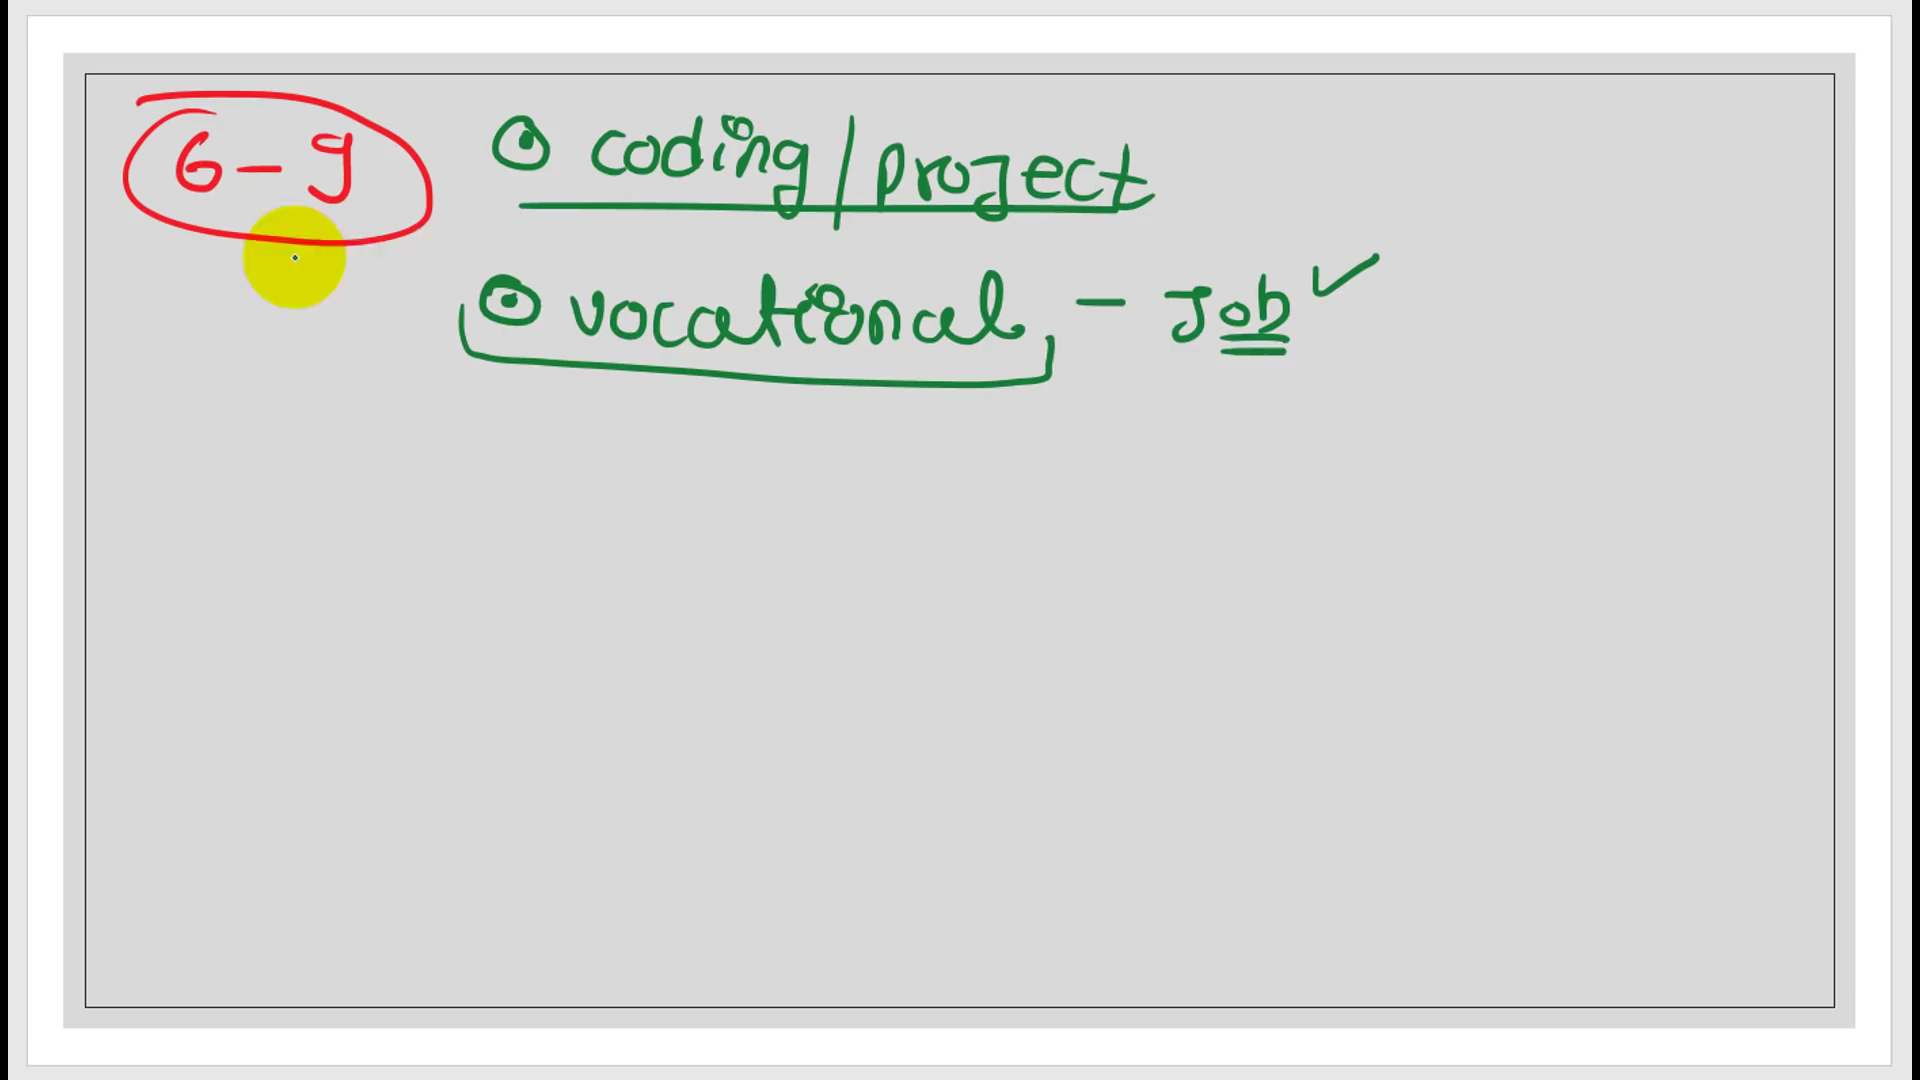 6 - 9
coding / project
vocational - Job ✓